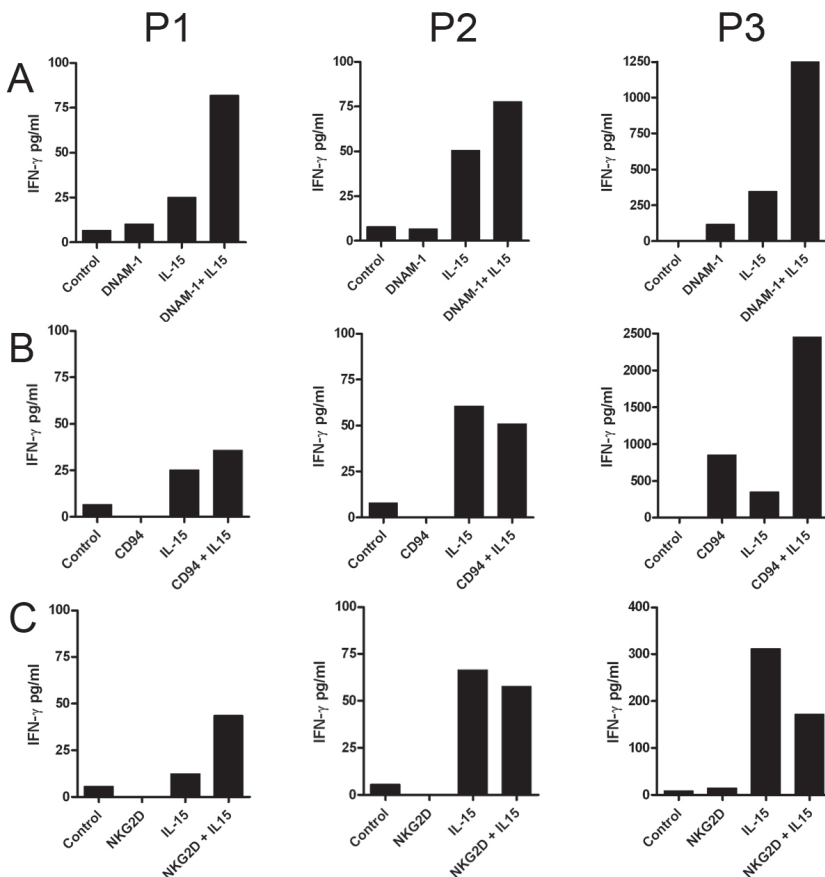 P1 P2 P3
A
100
75
50
25
0
IFN-γ pg/ml
Control
DNAM-1
IL-15
DNAM-1+ IL15
100
75
50
25
0
IFN-γ pg/ml
Control
DNAM-1
IL-15
DNAM-1+ IL15
1250
1000
750
500
250
0
IFN-γ pg/ml
Control
DNAM-1
IL-15
DNAM-1+ IL15
B
100
75
50
25
0
IFN-γ pg/ml
Control
CD94
IL-15
CD94 + IL15
100
75
50
25
0
IFN-γ pg/ml
Control
CD94
IL-15
CD94 + IL15
2500
2000
1500
1000
500
0
IFN-γ pg/ml
Control
CD94
IL-15
CD94 + IL15
C
100
75
50
25
0
IFN-γ pg/ml
Control
NKG2D
IL-15
NKG2D + IL15
100
75
50
25
0
IFN-γ pg/ml
Control
NKG2D
IL-15
NKG2D + IL15
400
300
200
100
0
IFN-γ pg/ml
Control
NKG2D
IL-15
NKG2D + IL15